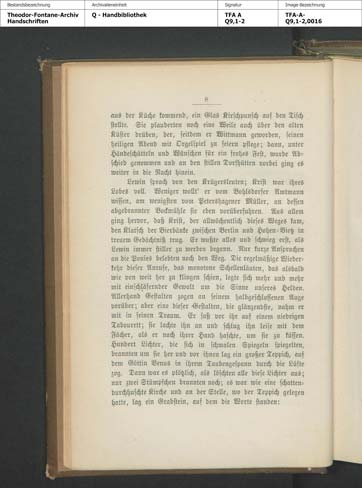 Bestandsbezeichnung
Archivalieneinheit
Signatur
Image-Bezeichnung
Theodor-Fontane-Archiv
Handschriften
Q - Handbibliothek
TFA A
Q9,1-2
TFA-A-
Q9,1-2,0016
8
aus der Küche kommend, ein Glas Kirschpunsch auf den Tisch
stellte. Sie plauderten noch eine Weile auch über den alten
Küster drüben, der, seitdem er Wittmann geworden, seinen
heiligen Abend mit Orgelspiel zu feiern pflege; dann, unter
Händeschütteln und Wünschen für ein frohes Fest, wurde Ab-
schied genommen und an den stillen Dorfhütten vorbei ging es
weiter in die Nacht hinein.
Lewin sprach von den Krügersleuten; Krist war ihres
Lobes voll. Weniger wollt' er vom Bohlsdorfer Amtmann
wissen, am wenigsten vom Petershagener Müller, an dessen
abgebrannter Bockmühle sie eben vorüberfuhren. Aus allem
ging hervor, daß Krist, der allwöchentlich dieses Weges kam,
den Klatsch der Bierbänke zwischen Berlin und Hohen-Vietz in
treuem Gedächtniß trug. Er wußte alles und schwieg erst, als
Lewin immer stiller zu werden begann. Nur kurze Ansprachen
an die Ponies belebten noch den Weg. Die regelmäßige Wieder-
kehr dieser Anrufe, das monotone Schellenläuten, das alsbald
wie von weit her zu klingen schien, legte sich mehr und mehr
mit einschläfernder Gewalt um die Sinne unseres Helden.
Allerhand Gestalten zogen an seinem halbgeschlossenen Auge
vorüber; aber eine dieser Gestalten, die glänzendste, nahm er
mit in seinen Traum. Er saß vor ihr auf einem niedrigen
Tabourett; sie lachte ihn an und schlug ihn leise mit dem
Fächer, als er nach ihrer Hand haschte, um sie zu küssen.
Hundert Lichter, die sich in schmalen Spiegeln spiegelten,
brannten um sie her und vor ihnen lag ein großer Teppich, auf
dem Göttin Venus in ihrem Taubengespann durch die Lüfte
zog. Dann war es plötzlich, als löschten alle diese Lichter aus;
nur zwei Stümpfchen brannten noch; es war wie eine schatten-
durchhuschte Kirche und an der Stelle, wo der Teppich gelegen
hatte, lag ein Grabstein, auf dem die Worte standen: